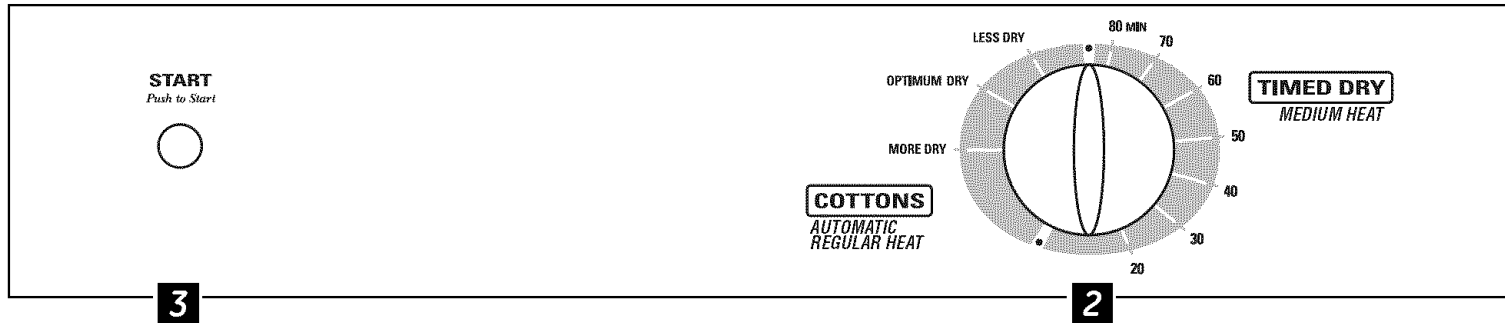 START
Push to Start
LESS DRY
OPTIMUM DRY
MORE DRY
COTTONS
AUTOMATIC
REGULAR HEAT
80 MIN
70
60
50
40
30
20
TIMED DRY
MEDIUM HEAT
3
2